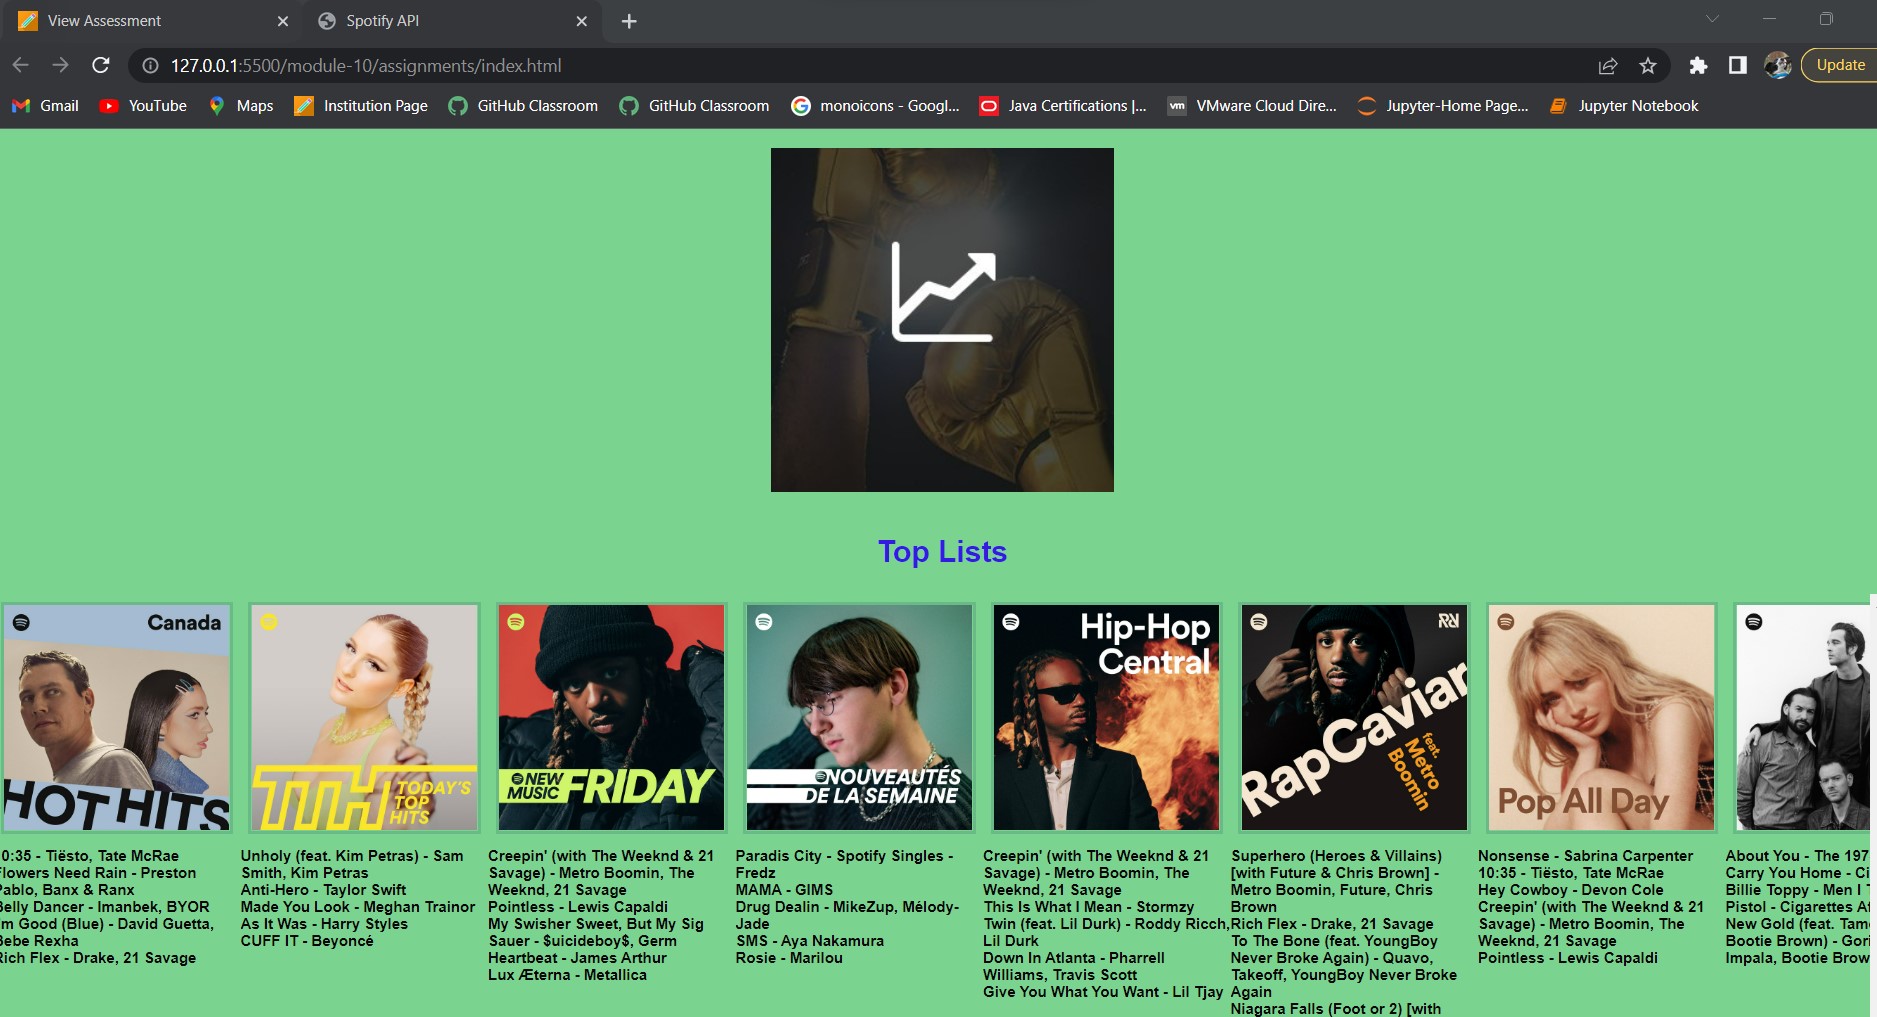 View Assessment
Spotify API
127.0.0.1:5500/module-10/assignments/index.html
Update
Gmail
YouTube
Maps
Institution Page
GitHub Classroom
GitHub Classroom
monoicons - Googl...
Java Certifications |...
vm
VMware Cloud Dire...
Jupyter-Home Page...
Jupyter Notebook
Top Lists
Canada
HOT HITS
TTH
TODAY'S
TOP
HITS
NEW
MUSIC
FRIDAY
NOUVEAUTÉS
DE LA SEMAINE
Hip-Hop
Central
RapCaviar
feat.
Metro
Boomin
Pop All Day
0:35 - Tiësto, Tate McRae
Flowers Need Rain - Preston
Pablo, Banx & Ranx
Belly Dancer - Imanbek, BYOR
'm Good (Blue) - David Guetta,
Bebe Rexha
Rich Flex - Drake, 21 Savage
Unholy (feat. Kim Petras) - Sam
Smith, Kim Petras
Anti-Hero - Taylor Swift
Made You Look - Meghan Trainor
As It Was - Harry Styles
CUFF IT - Beyoncé
Creepin' (with The Weeknd & 21
Savage) - Metro Boomin, The
Weeknd, 21 Savage
Pointless - Lewis Capaldi
My Swisher Sweet, But My Sig
Sauer - $uicideboy$, Germ
Heartbeat - James Arthur
Lux Æterna - Metallica
Paradis City - Spotify Singles -
Fredz
MAMA - GIMS
Drug Dealin - MikeZup, Mélody-
Jade
SMS - Aya Nakamura
Rosie - Marilou
Creepin' (with The Weeknd & 21
Savage) - Metro Boomin, The
Weeknd, 21 Savage
This Is What I Mean - Stormzy
Twin (feat. Lil Durk) - Roddy Ricch,
Lil Durk
Down In Atlanta - Pharrell
Williams, Travis Scott
Give You What You Want - Lil Tjay
Superhero (Heroes & Villains)
[with Future & Chris Brown] -
Metro Boomin, Future, Chris
Brown
Rich Flex - Drake, 21 Savage
To The Bone (feat. YoungBoy
Never Broke Again) - Quavo,
Takeoff, YoungBoy Never Broke
Again
Niagara Falls (Foot or 2) [with
Nonsense - Sabrina Carpenter
10:35 - Tiësto, Tate McRae
Hey Cowboy - Devon Cole
Creepin' (with The Weeknd & 21
Savage) - Metro Boomin, The
Weeknd, 21 Savage
Pointless - Lewis Capaldi
About You - The 197
Carry You Home - Ci
Billie Toppy - Men I T
Pistol - Cigarettes Af
New Gold (feat. Tame
Bootie Brown) - Gori
Impala, Bootie Brow